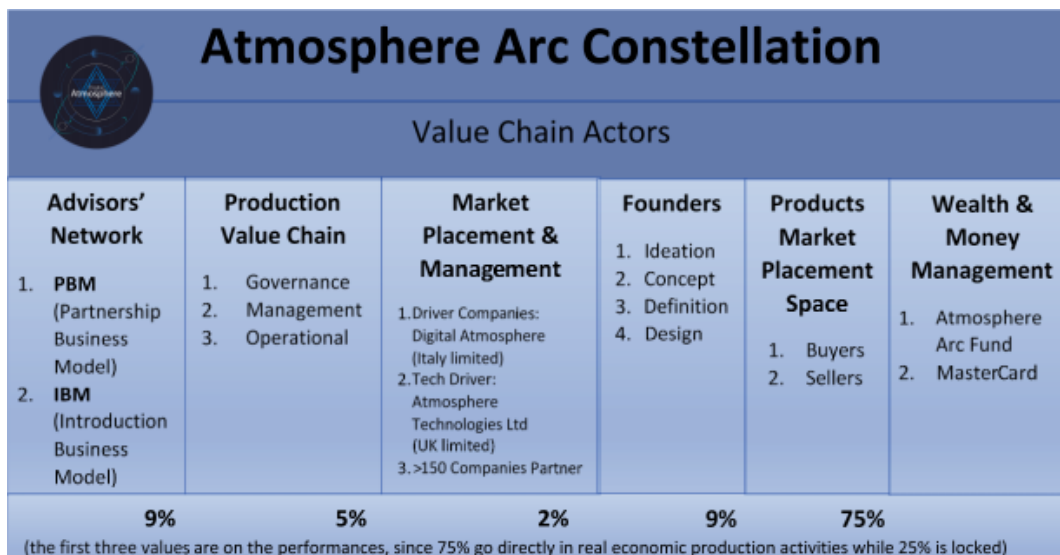 Atmosphere Arc Constellation
Atmosphere
Value Chain Actors
Advisors'
Network
1. PBM
(Partnership
Business
Model)
2. IBM
(Introduction
Business
Model)
Production
Value Chain
1. Governance
2. Management
3. Operational
Market
Placement &
Management
1.Driver Companies:
Digital Atmosphere
(Italy limited)
2.Tech Driver:
Atmosphere
Technologies Ltd
(UK limited)
3.>150 Companies Partner
Founders
1. Ideation
2. Concept
3. Definition
4. Design
Products
Market
Placement
Space
1. Buyers
2. Sellers
Wealth &
Money
Management
1. Atmosphere
Arc Fund
2. MasterCard
9% 5% 2% 9% 75%
(the first three values are on the performances, since 75% go directly in real economic production activities while 25% is locked)